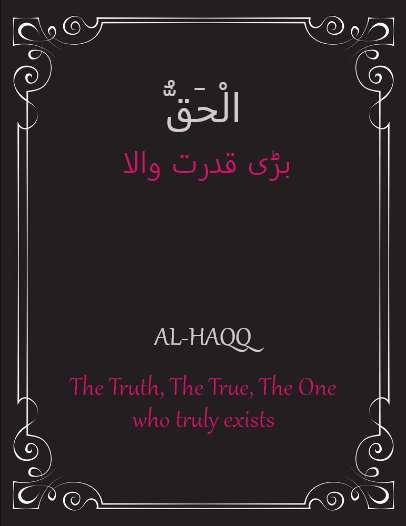 الْحَقُّ
بڑی قدرت والا
AL-HAQQ
The Truth, The True, The One
who truly exists